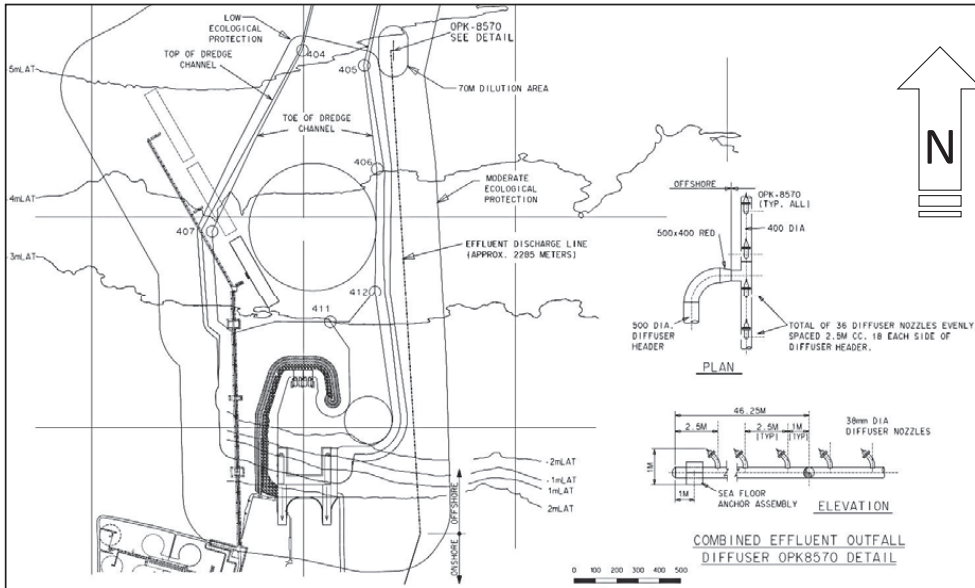 LOW
ECOLOGICAL
PROTECTION
TOP OF DREDGE
CHANNEL
404
OPK-8570
SEE DETAIL
405
5mLAT
70M DILUTION AREA
TOE OF DREDGE
CHANNEL
406
MODERATE
ECOLOGICAL
PROTECTION
4mLAT
407
EFFLUENT DISCHARGE LINE
(APPROX. 2285 METERS)
3mLAT
412
411
-2mLAT
-1mLAT
1mLAT
2mLAT
OFFSHORE
ONSHORE
N
OFFSHORE
OPK-8570
(TYP. ALL)
500x400 RED
400 DIA
500 DIA.
DIFFUSER
HEADER
TOTAL OF 36 DIFFUSER NOZZLES EVENLY
SPACED 2.5M CC. 18 EACH SIDE OF
DIFFUSER HEADER.
PLAN
46.25M
2.5M
2.5M
(TYP)
1M
(TYP)
38mm DIA
DIFFUSER NOZZLES
1M
1M
SEA FLOOR
ANCHOR ASSEMBLY
ELEVATION
COMBINED EFFLUENT OUTFALL
DIFFUSER OPK8570 DETAIL
0 100 200 300 400 500